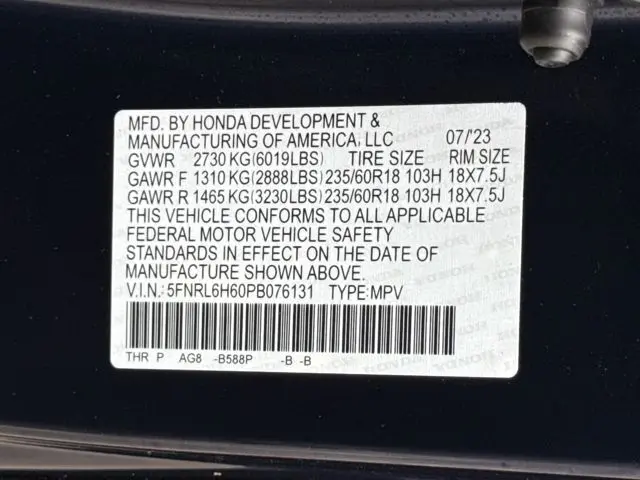 MFD. BY HONDA DEVELOPMENT &
MANUFACTURING OF AMERICA, LLC 07/'23
GVWR 2730 KG(6019LBS) TIRE SIZE RIM SIZE
GAWR F 1310 KG(2888LBS) 235/60R18 103H 18X7.5J
GAWR R 1465 KG(3230LBS) 235/60R18 103H 18X7.5J
THIS VEHICLE CONFORMS TO ALL APPLICABLE
FEDERAL MOTOR VEHICLE SAFETY
STANDARDS IN EFFECT ON THE DATE OF
MANUFACTURE SHOWN ABOVE.
V.I.N.: 5FNRL6H60PB076131 TYPE:MPV
THR P AG8 -B588P -B -B